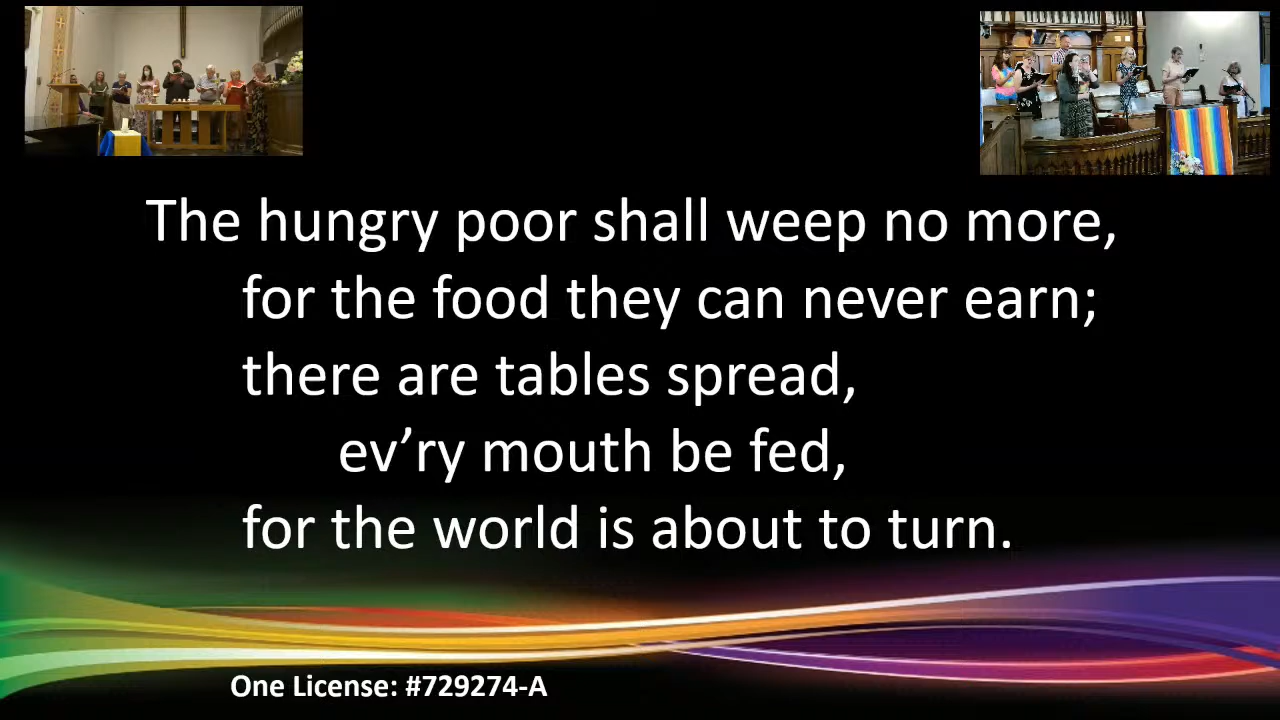 The hungry poor shall weep no more,
for the food they can never earn;
there are tables spread,
ev’ry mouth be fed,
for the world is about to turn.
One License: #729274-A